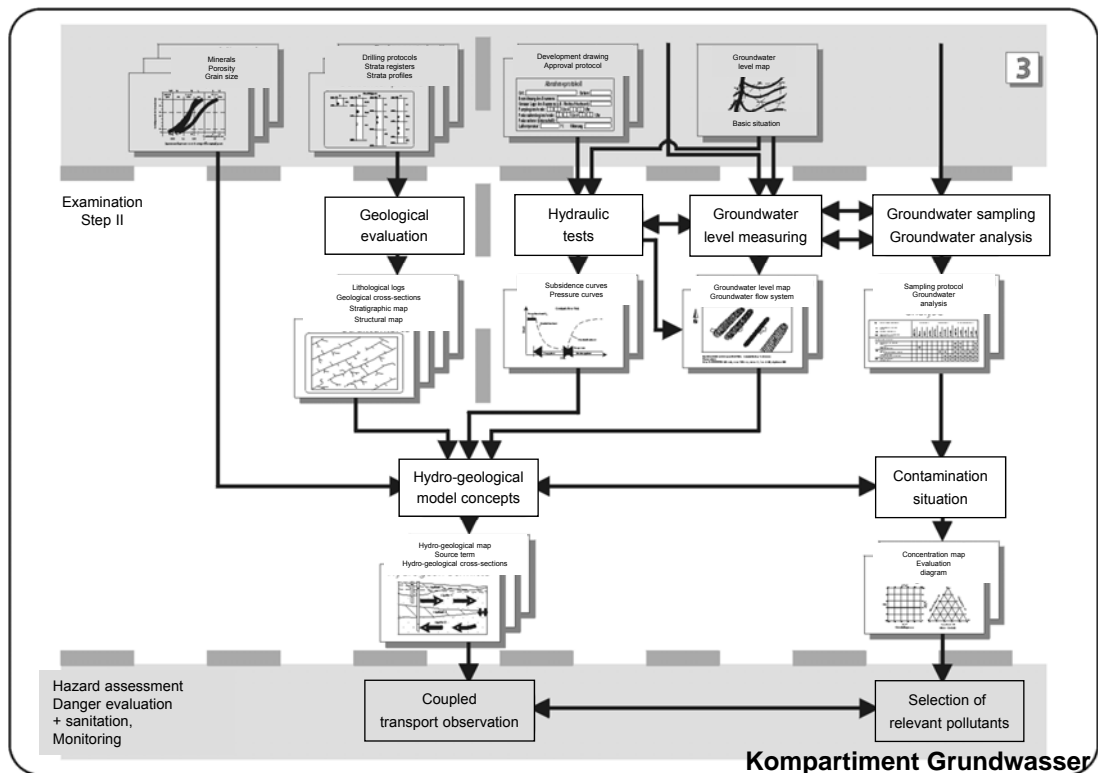 Minerals
Porosity
Grain size
Drilling protocols
Strata registers
Strata profiles
Development drawing
Approval protocol
Groundwater
level map
Basic situation
3
Examination
Step II
Geological
evaluation
Hydraulic
tests
Groundwater
level measuring
Groundwater sampling
Groundwater analysis
Lithological logs
Geological cross-sections
Stratigraphic map
Structural map
Subsidence curves
Pressure curves
Groundwater level map
Groundwater flow system
Sampling protocol
Groundwater
analysis
Hydro-geological
model concepts
Contamination
situation
Hydro-geological map
Source term
Hydro-geological cross-sections
Concentration map
Evaluation
diagram
Hazard assessment
Danger evaluation
+ sanitation,
Monitoring
Coupled
transport observation
Selection of
relevant pollutants
Kompartiment Grundwasser